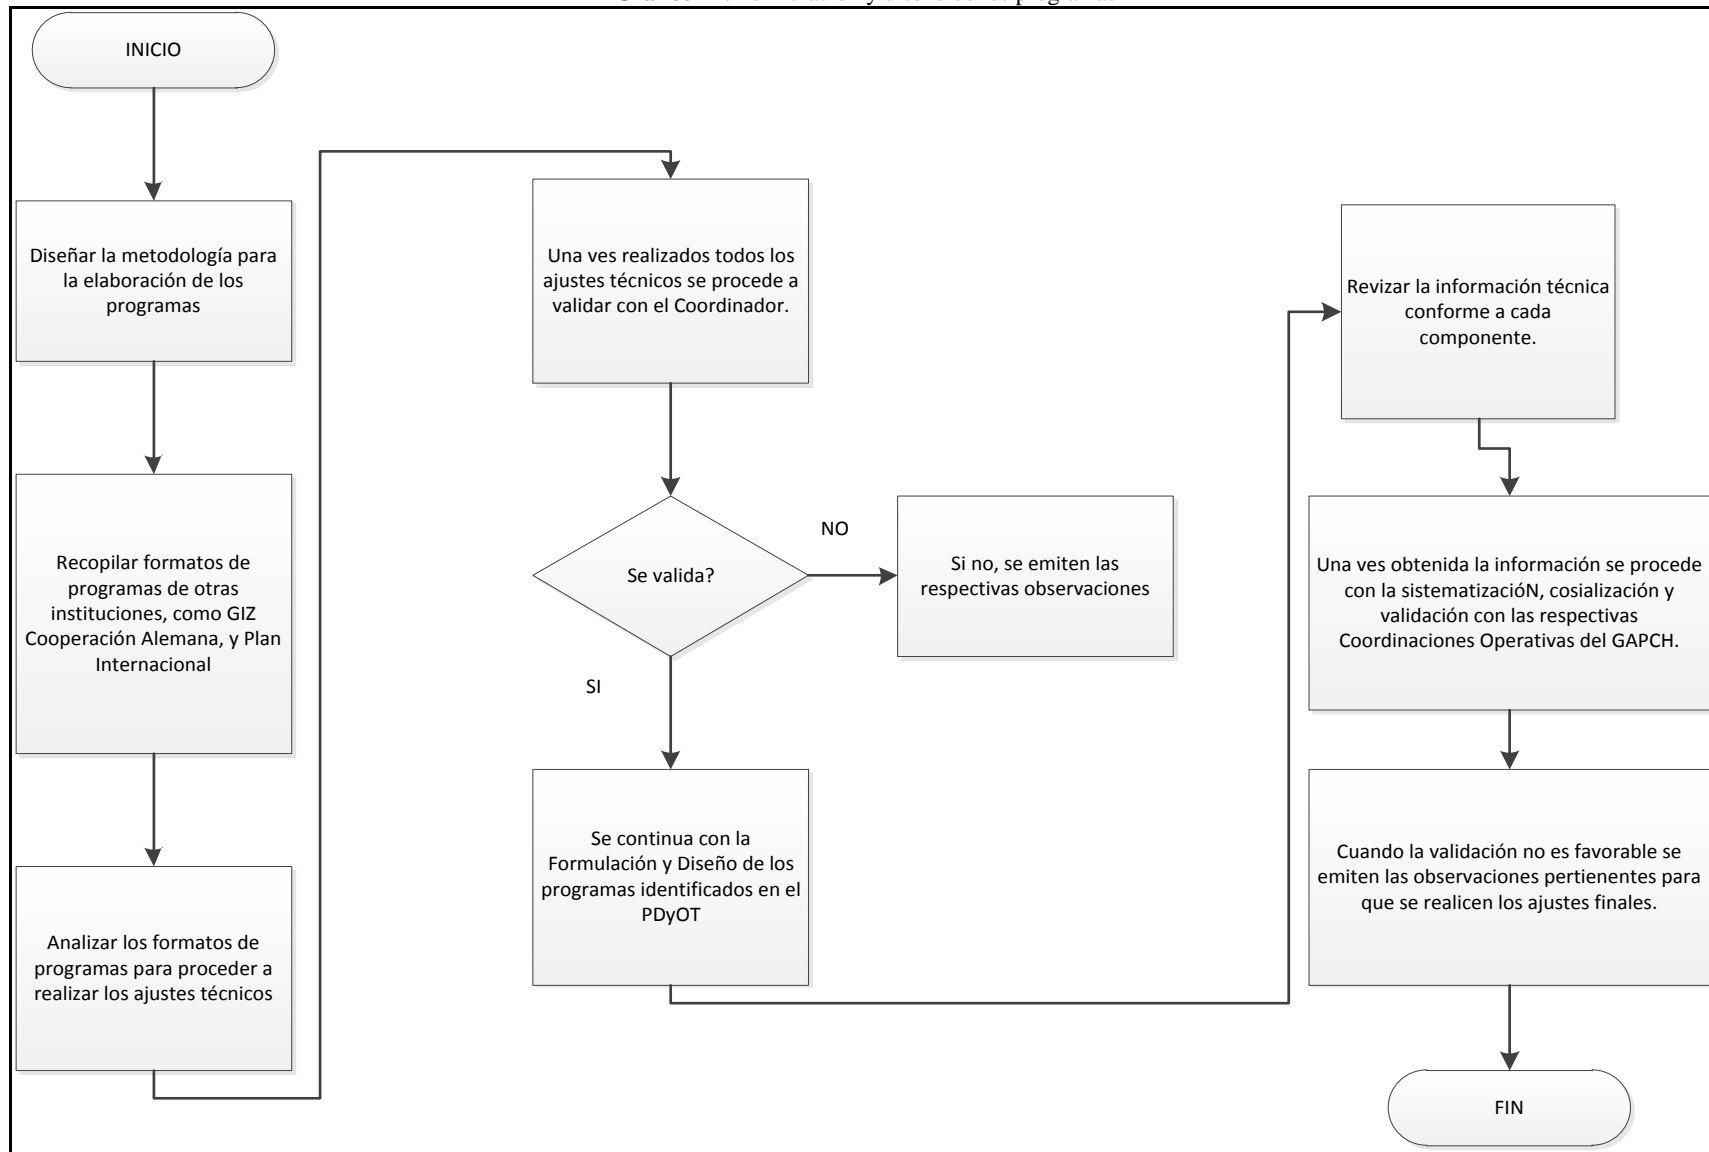 y
INICIO
Diseñar la metodología para
la elaboración de los
programas
Recopilar formatos de
programas de otras
instituciones, como GIZ
Cooperación Alemana, y Plan
Internacional
Analizar los formatos de
programas para proceder a
realizar los ajustes técnicos
Una ves realizados todos los
ajustes técnicos se procede a
validar con el Coordinador.
Se valida?
NO
Si no, se emiten las
respectivas observaciones
SI
Se continua con la
Formulación y Diseño de los
programas identificados en el
PDyOT
Revizar la información técnica
conforme a cada
componente.
Una ves obtenida la información se procede
con la sistematizacióN, cosialización y
validación con las respectivas
Coordinaciones Operativas del GAPCH.
Cuando la validación no es favorable se
emiten las observaciones pertienentes para
que se realicen los ajustes finales.
FIN